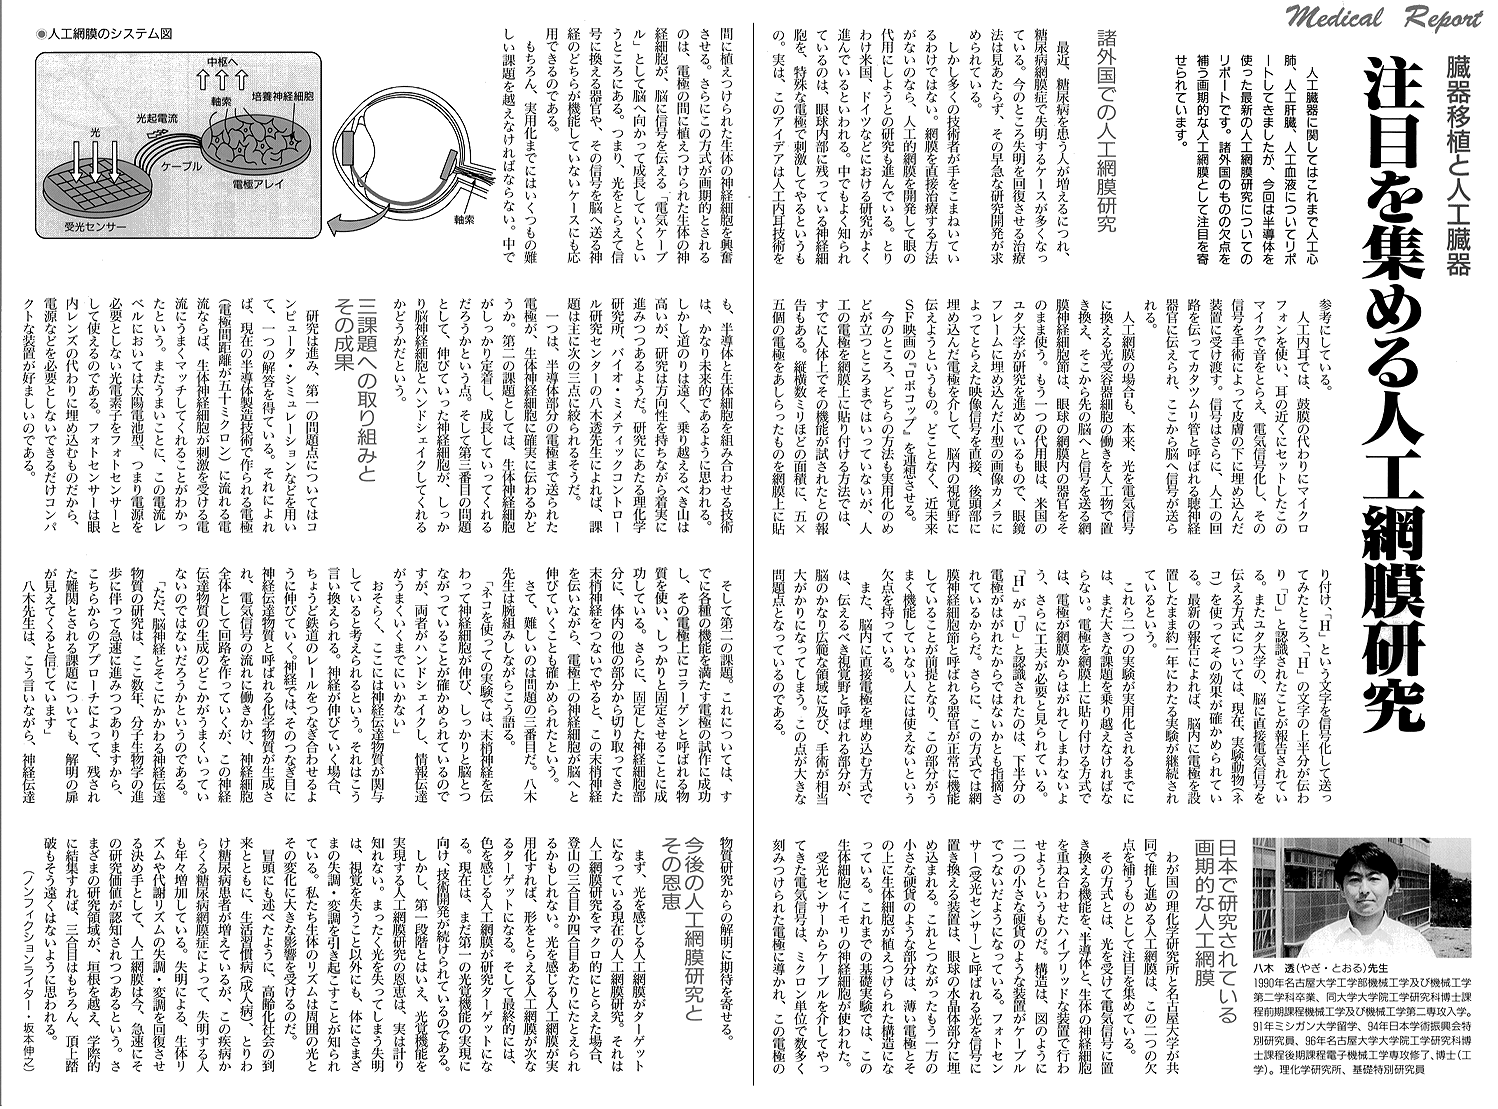 Medical Report
臓器移植と人工臓器
注目を集める人工網膜研究
人工臓器に関してはこれまで人工心
肺、人工肝臓、人工血液についてリポ
ートしてきましたが、今回は半導体を
使った最新の人工網膜研究についての
リポートです。諸外国のものの欠点を
補う画期的な人工網膜として注目を寄
せられています。
諸外国での人工網膜研究
最近、糖尿病を患う人が増えるにつれ、
糖尿病網膜症で失明するケースが多くなっ
ている。今のところ失明を回復させる治療
法は見あたらず、その早急な研究開発が求
められている。
しかし多くの技術者が手をこまねいてい
るわけではない。網膜を直接治療する方法
がないのなら、人工的網膜を開発して眼の
代用にしようとの研究も進んでいる。とり
わけ米国、ドイツなどにおける研究がよく
進んでいるといわれる。中でもよく知られ
ているのは、眼球内部に残っている神経細
胞を、特殊な電極で刺激してやるというも
の。実は、このアイデアは人工内耳技術を
参考にしている。
人工内耳では、鼓膜の代わりにマイクロ
フォンを使い、耳の近くにセットしたこの
マイクで音をとらえ、電気信号化し、その
信号を手術によって皮膚の下に埋め込んだ
装置に受け渡す。信号はさらに、人工の回
路を伝ってカタツムリ管と呼ばれる聴神経
器官に伝えられ、ここから脳へ信号が送ら
れる。
人工網膜の場合も、本来、光を電気信号
に換える光受容器細胞の働きを人工物で置
き換え、そこから先の脳へと信号を送る網
膜神経細胞節は、眼球の網膜内の器官をそ
のまま使う。もう一つの代用眼は、米国の
ユタ大学が研究を進めているもので、眼鏡
フレームに埋め込んだ小型の画像カメラに
よってとらえた映像信号を直接、後頭部に
埋め込んだ電極を介して、脳内の視覚野に
伝えようというもの。どことなく、近未来
SF映画の『ロボコップ』を連想させる。
今のところ、どちらの方法も実用化のめ
どが立つところまではいっていないが、人
工の電極を網膜上に貼り付ける方法では、
すでに人体上でその機能が試されたとの報
告もある。縦横数ミリほどの面積に、五×
五個の電極をあしらったものを網膜上に貼
り付け、「H」という文字を信号化して送っ
てみたところ、「H」の文字の上半分が伝わ
り「U」と認識されたことが報告されてい
る。またユタ大学の、脳に直接電気信号を
伝える方式については、現在、実験動物(ネ
コ)を使ってその効果が確かめられてい
る。最新の報告によれば、脳内に電極を設
置したまま約一年にわたる実験が継続され
ているという。
これら二つの実験が実用化されるまでに
は、まだ大きな課題を乗り越えなければな
らない。電極を網膜上に貼り付ける方式で
は、電極が網膜からはがれてしまわないよ
う、さらに工夫が必要と見られている。
「H」が「U」と認識されたのは、下半分の
電極がはがれたからではないかとも指摘さ
れているからだ。さらに、この方式では網
膜神経細胞節と呼ばれる器官が正常に機能
していることが前提となり、この部分がう
まく機能していない人には使えないという
欠点を持っている。
また、脳内に直接電極を埋め込む方式で
は、伝えるべき視覚野と呼ばれる部分が、
脳のかなり広範な領域に及び、手術が相当
大がかりになってしまう。この点が大きな
問題点となっているのである。
八木 透(やぎ・とおる)先生
1990年名古屋大学工学部機械工学及び機械工学
第二学科卒業、同大学大学院工学研究科博士課
程前期課程機械工学及び機械工学第二専攻入学。
91年ミシガン大学留学、94年日本学術振興会特
別研究員、96年名古屋大学大学院工学研究科博
士課程後期課程電子機械工学専攻修了、博士(工
学)。理化学研究所、基礎特別研究員
日本で研究されている
画期的な人工網膜
わが国の理化学研究所と名古屋大学が共
同で推し進める人工網膜は、この二つの欠
点を補うものとして注目を集めている。
その方式とは、光を受けて電気信号に置
き換える機能を、半導体と、生体の神経細胞
を重ね合わせたハイブリッドな装置で行わ
せようというものだ。構造は、図のように
二つの小さな硬貨のような装置がケーブル
でつないだようになっている。フォトセン
サー(受光センサー)と呼ばれる光を信号に
置き換える装置は、眼球の水晶体部分に埋
め込まれる。これとつながったもう一方の
小さな硬貨のような部分は、薄い電極とそ
の上に生体細胞が植えつけられた構造にな
っている。これまでの基礎実験では、この
生体細胞にイモリの神経細胞が使われた。
受光センサーからケーブルを介してやっ
てきた電気信号は、ミクロン単位で数多く
刻みつけられた電極に導かれ、この電極の
間に植えつけられた生体の神経細胞を興奮
させる。さらにこの方式が画期的とされる
のは、電極の間に植えつけられた生体の神
経細胞が、脳に信号を伝える「電気ケーブ
ル」として脳へ向かって成長していくとい
うところにある。つまり、光をとらえて信
号に換える器官や、その信号を脳へ送る神
経のどちらが機能していないケースにも応
用できるのである。
もちろん、実用化までにはいくつもの難
しい課題を越えなければならない。中で
◉人工網膜のシステム図
中枢へ
軸索
培養神経細胞
光起電流
光
ケーブル
電極アレイ
受光センサー
軸索
も、半導体と生体細胞を組み合わせる技術
は、かなり未来的であるように思われる。
しかし道のりは遠く、乗り越えるべき山は
高いが、研究は方向性を持ちながら着実に
進みつつあるようだ。研究にあたる理化学
研究所、バイオ・ミメティックコントロー
ル研究センターの八木透先生によれば、課
題は主に次の三点に絞られるそうだ。
一つは、半導体部分の電極まで送られた
電極が、生体神経細胞に確実に伝わるかど
うか。第二の課題としては、生体神経細胞
がしっかり定着し、成長していってくれる
だろうかという点。そして第三番目の問題
として、伸びていった神経細胞が、しっか
り脳神経細胞とハンドシェイクしてくれる
かどうかだという。
三課題への取り組みと
その成果
研究は進み、第一の問題点についてはコ
ンピュータ・シミュレーションなどを用い
て、一つの解答を得ている。それによれ
ば、現在の半導体製造技術で作られる電極
(電極間距離が五十ミクロン)に流れる電
流ならば、生体神経細胞が刺激を受ける電
流にうまくマッチしてくれることがわかっ
たという。またうまいことに、この電流レ
ベルにおいては太陽電池型、つまり電源を
必要としない光電素子をフォトセンサーと
して使えるのである。フォトセンサーは眼
内レンズの代わりに埋め込むものだから、
電源などを必要としないできるだけコンパ
クトな装置が好ましいのである。
そして第二の課題。これについては、す
でに各種の機能を満たす電極の試作に成功
し、その電極上にコラーゲンと呼ばれる物
質を使い、しっかりと固定させることに成
功している。さらに、固定した神経細胞部
分に、体内の他の部分から切り取ってきた
末梢神経をつないでやると、この末梢神経
を伝いながら、電極上の神経細胞が脳へと
伸びていくことも確かめられたという。
さて、難しいのは問題の三番目だ。八木
先生は腕組みしながらこう語る。
「ネコを使っての実験では、末梢神経を伝
わって神経細胞が伸び、しっかりと脳とつ
ながっていることが確かめられているので
すが、両者がハンドシェイクし、情報伝達
がうまくいくまでにいかない」
おそらく、ここには神経伝達物質が関与
していると考えられるという。それはこう
言い換えられる。神経が伸びていく場合、
ちょうど鉄道のレールをつなぎ合わせるよ
うに伸びていく。神経では、そのつなぎ目に
神経伝達物質と呼ばれる化学物質が生成さ
れ、電気信号の流れに働きかけ、神経細胞
全体として回路を作っていくが、この神経
伝達物質の生成のどこかがうまくいってい
ないのではないだろうかというのである。
「ただ、脳神経とそこにかかわる神経伝達
物質の研究は、ここ数年、分子生物学の進
歩に伴って急速に進みつつありますから、
こちらからのアプローチによって、残され
た難関とされる課題についても、解明の扉
が見えてくると信じています」
八木先生は、こう言いながら、神経伝達
物質研究からの解明に期待を寄せる。
今後の人工網膜研究と
その恩恵
まず、光を感じる人工網膜がターゲット
になっている現在の人工網膜研究。それは
人工網膜研究をマクロ的にとらえた場合、
登山の三合目か四合目あたりにたとえられ
るかもしれない。光を感じる人工網膜が実
用化すれば、形をとらえる人工網膜が次な
るターゲットになる。そして最終的には、
色を感じる人工網膜が研究ターゲットにな
る。現在は、まだ第一の光覚機能の実現に
向け、技術開発が続けられているのである。
しかし、第一段階とはいえ、光覚機能を
実現する人工網膜研究の恩恵は、実は計り
知れない。まったく光を失ってしまう失明
は、視覚を失うこと以外にも、体にさまざ
まの失調・変調を引き起こすことが知られ
ている。私たち生体のリズムは周囲の光と
その変化に大きな影響を受けるのだ。
冒頭にも述べたように、高齢化社会の到
来とともに、生活習慣病(成人病)、とりわ
け糖尿病患者が増えているが、この疾病か
らくる糖尿病網膜症によって、失明する人
も年々増加している。失明による、生体リ
ズムや代謝リズムの失調・変調を回復させ
る決め手として、人工網膜は今、急速にそ
の研究価値が認知されつつあるという。さ
まざまの研究領域が、垣根を越え、学際的
に結集すれば、三合目はもちろん、頂上踏
破もそう遠くはないように思われる。
(ノンフィクションライター・坂本伸之)